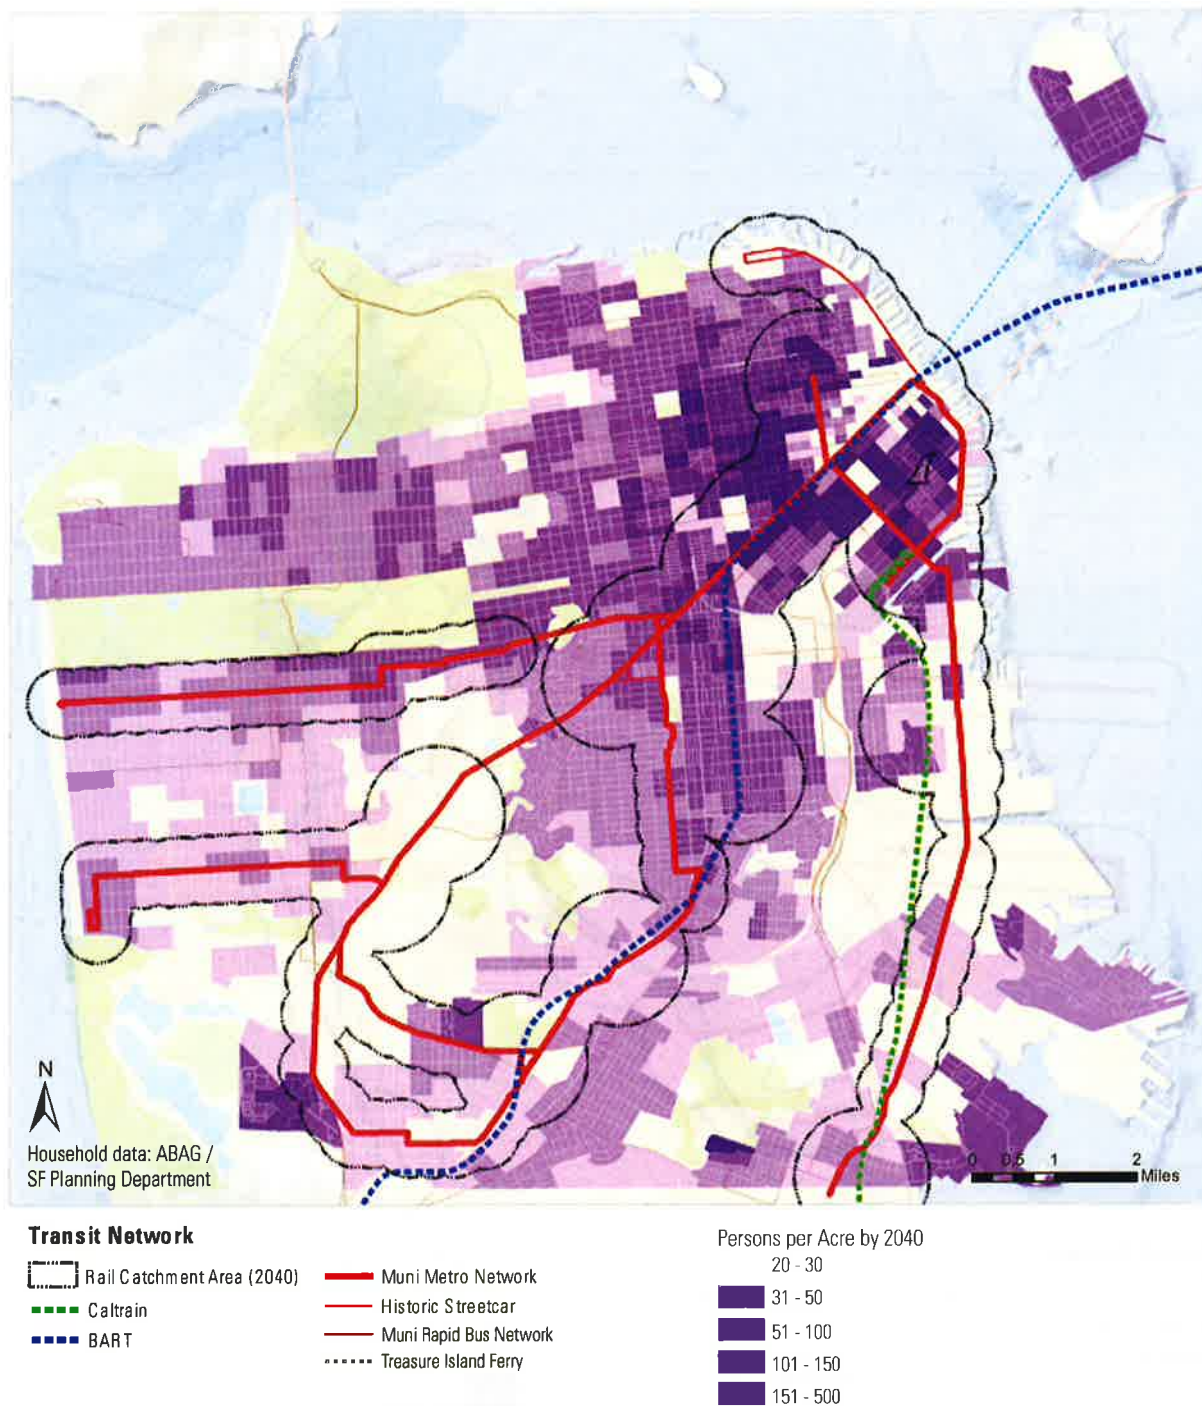 N
Household data: ABAG /
SF Planning Department
0 0.5 1 2
Miles
Transit Network
Rail Catchment Area (2040)
Caltrain
BART
Muni Metro Network
Historic Streetcar
Muni Rapid Bus Network
Treasure Island Ferry
Persons per Acre by 2040
20 - 30
31 - 50
51 - 100
101 - 150
151 - 500